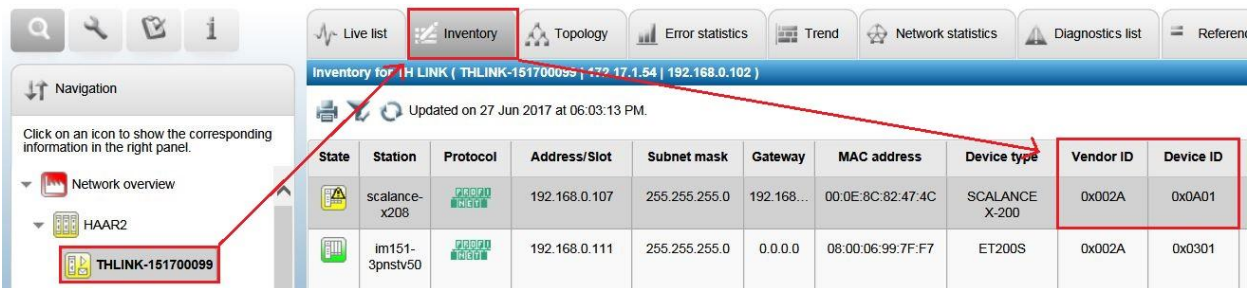 Live list
Inventory
Topology
Error statistics
Trend
Network statistics
Diagnostics list
Navigation
Click on an icon to show the corresponding
information in the right panel.
Network overview
HAAR2
THLINK-151700099
Inventory for TH LINK ( THLINK-151700099 | 172.17.1.54 | 192.168.0.102 )
Updated on 27 Jun 2017 at 06:03:13 PM.
State Station Protocol Address/Slot Subnet mask Gateway MAC address Device type Vendor ID Device ID
scalance-
x208 PROFI
NET 192.168.0.107 255.255.255.0 192.168... 00:0E:8C:82:47:4C SCALANCE
X-200 0x002A 0x0A01
im151-
3pnstv50 PROFI
NET 192.168.0.111 255.255.255.0 0.0.0.0 08:00:06:99:7F:F7 ET200S 0x002A 0x0301